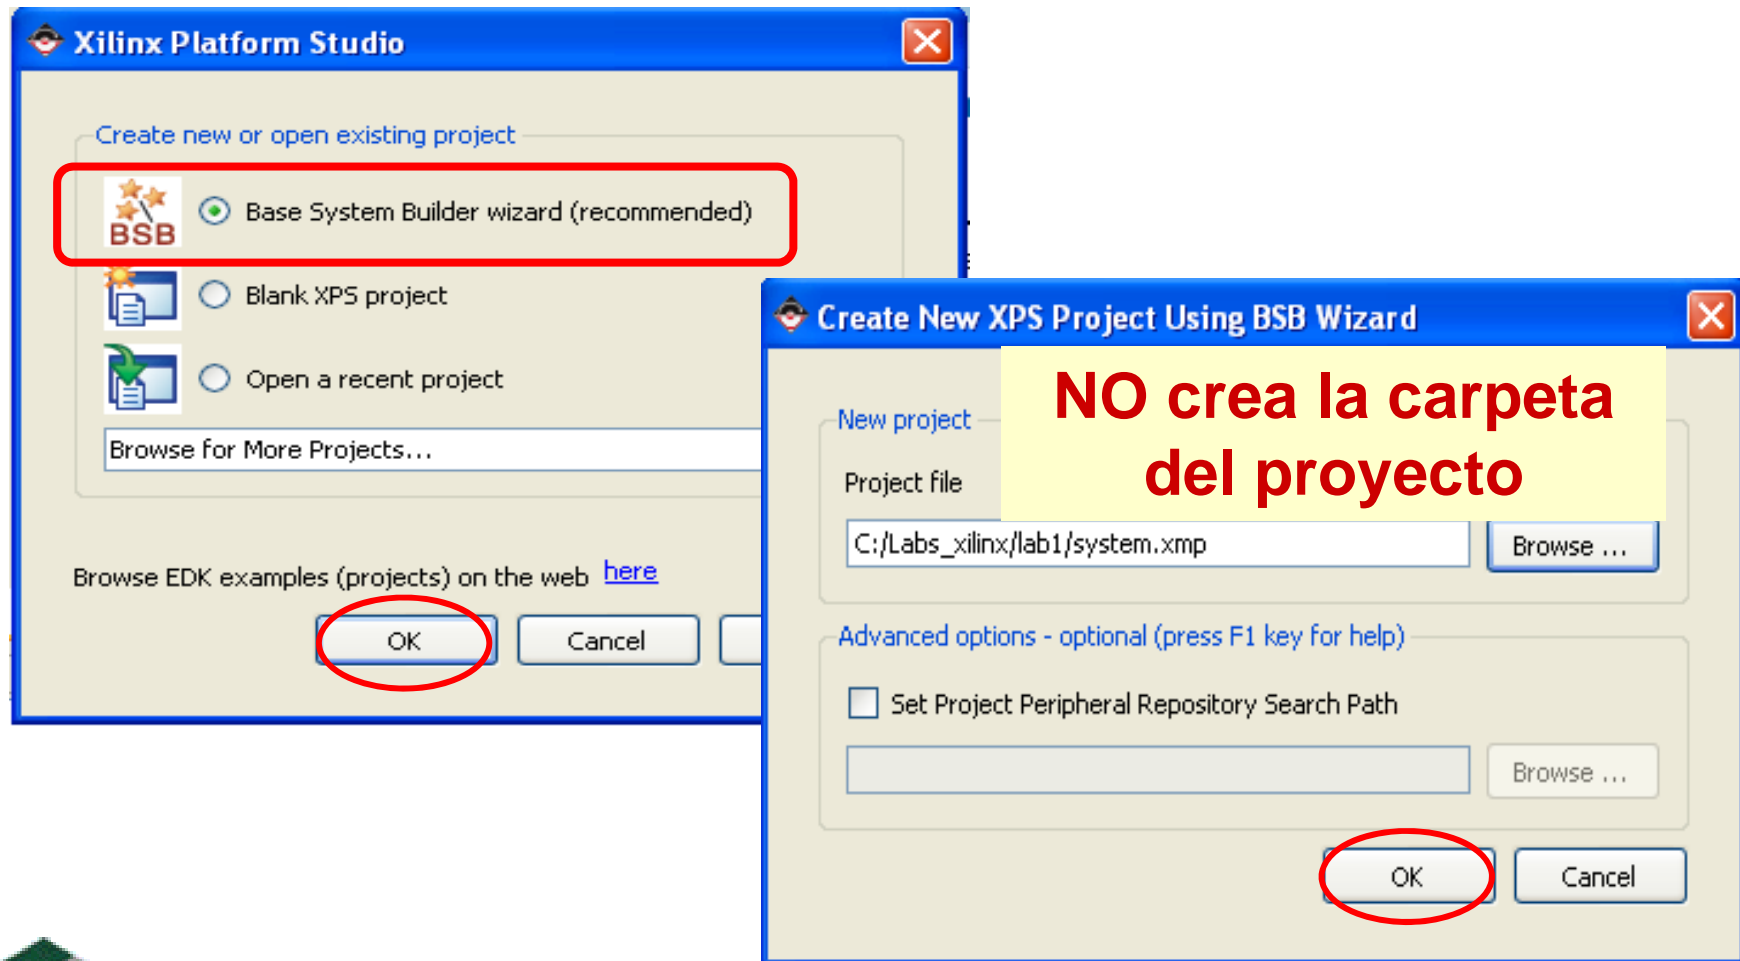 Xilinx Platform Studio
Create new or open existing project
BSB
Base System Builder wizard (recommended)
Blank XPS project
Open a recent project
Browse for More Projects...
Browse EDK examples (projects) on the web here
OK
Cancel
Create New XPS Project Using BSB Wizard
NO crea la carpeta
del proyecto
New project
Project file
C:/Labs_xilinx/lab1/system.xmp
Browse ...
Advanced options - optional (press F1 key for help)
Set Project Peripheral Repository Search Path
Browse ...
OK
Cancel